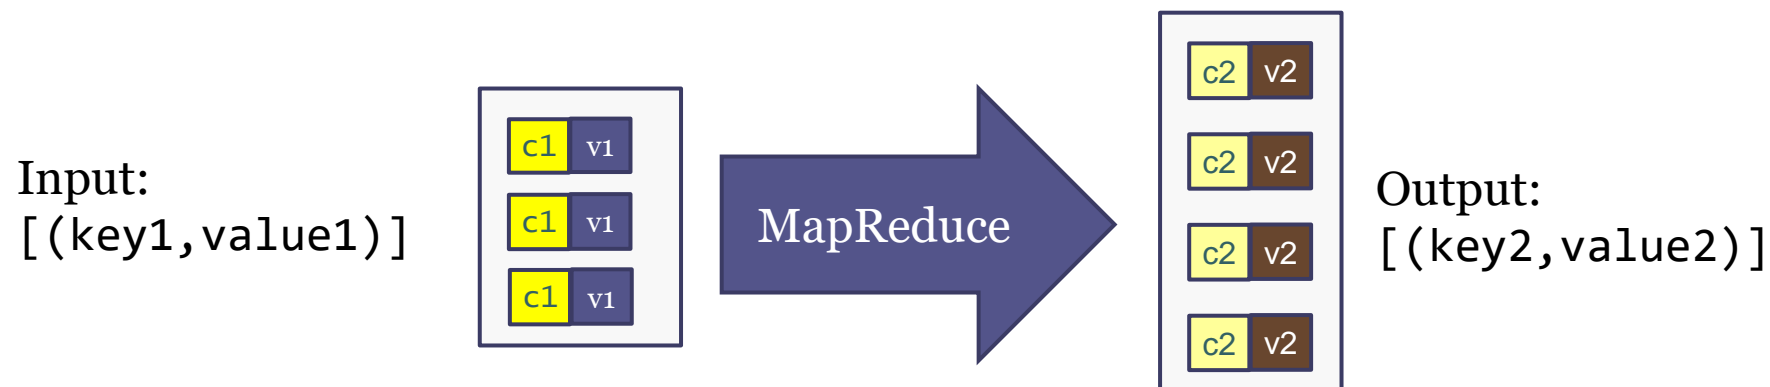 Input:
[(key1,value1)]
c1 v1
c1 v1
c1 v1
MapReduce
c2 v2
c2 v2
c2 v2
c2 v2
Output:
[(key2,value2)]